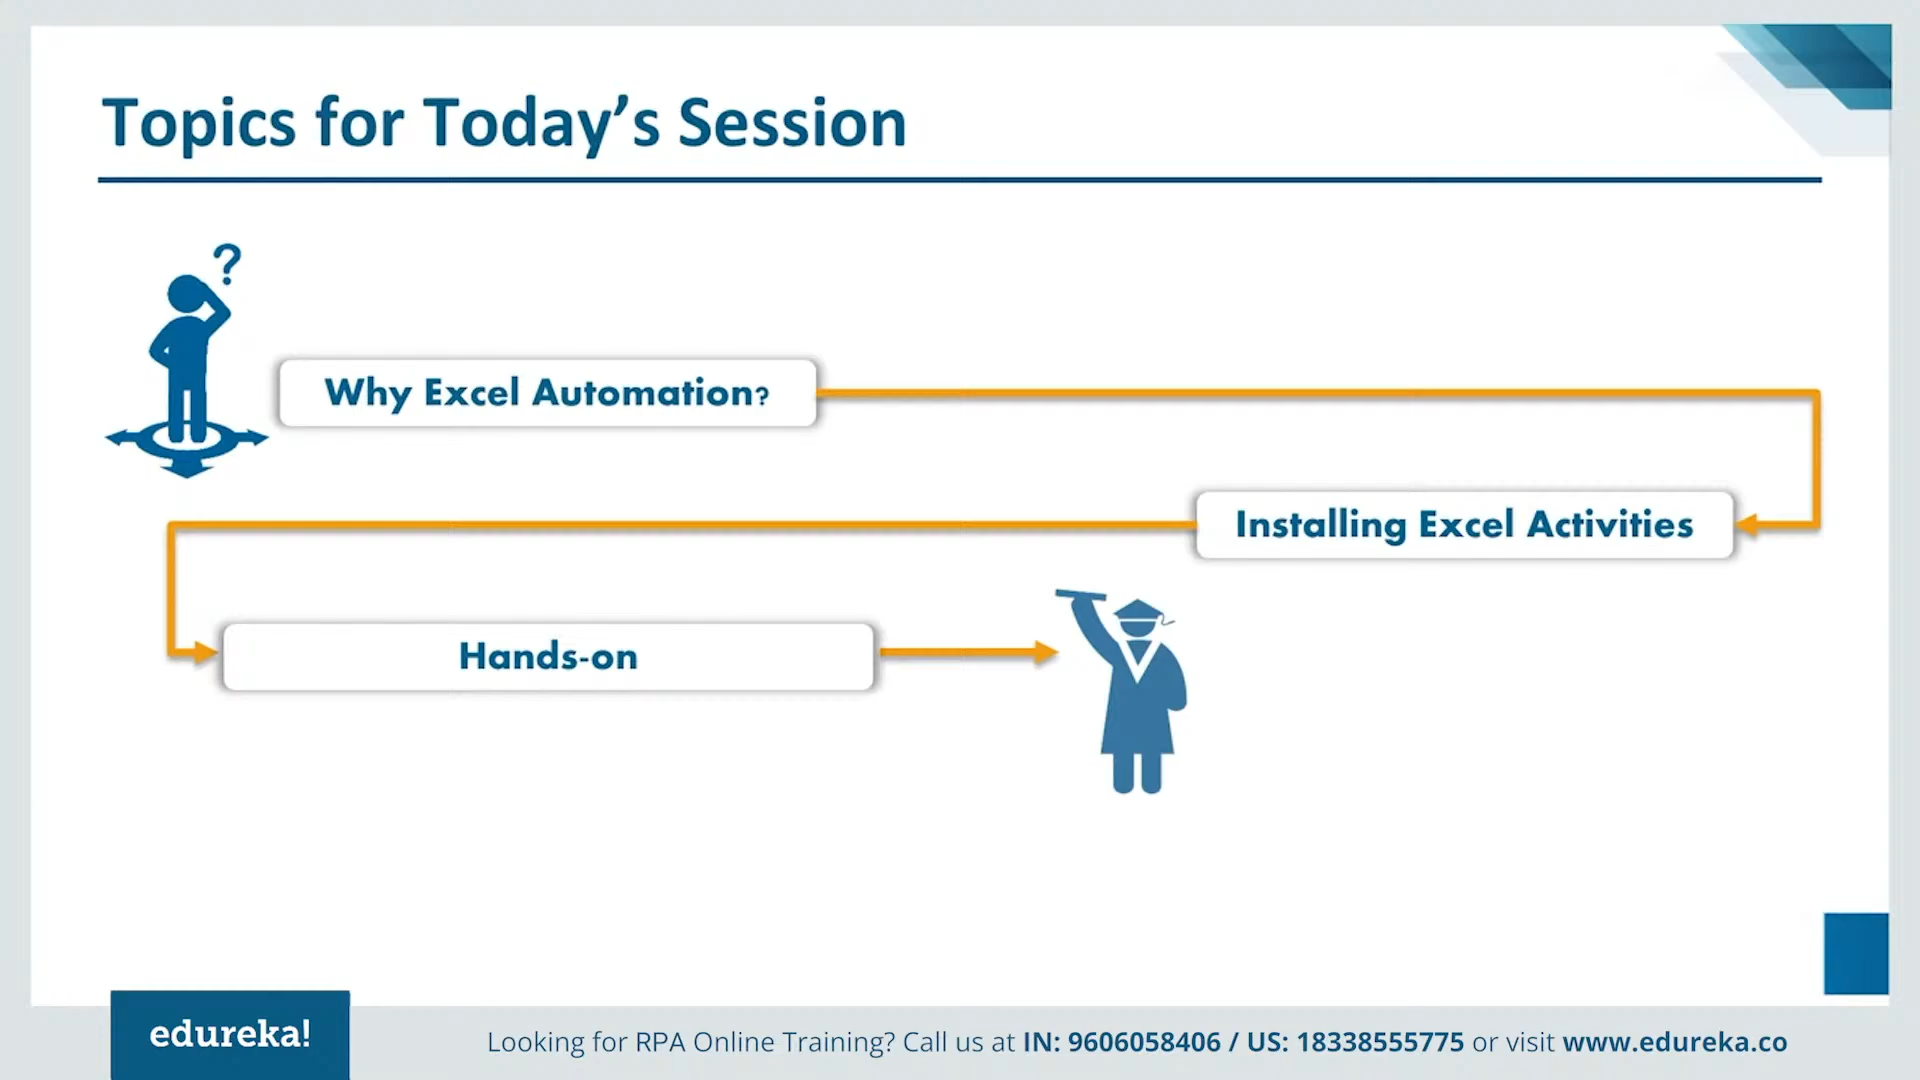 Topics for Today’s Session
?
Why Excel Automation?
Installing Excel Activities
Hands-on
edureka!
Looking for RPA Online Training? Call us at IN: 9606058406 / US: 18338555775 or visit www.edureka.co